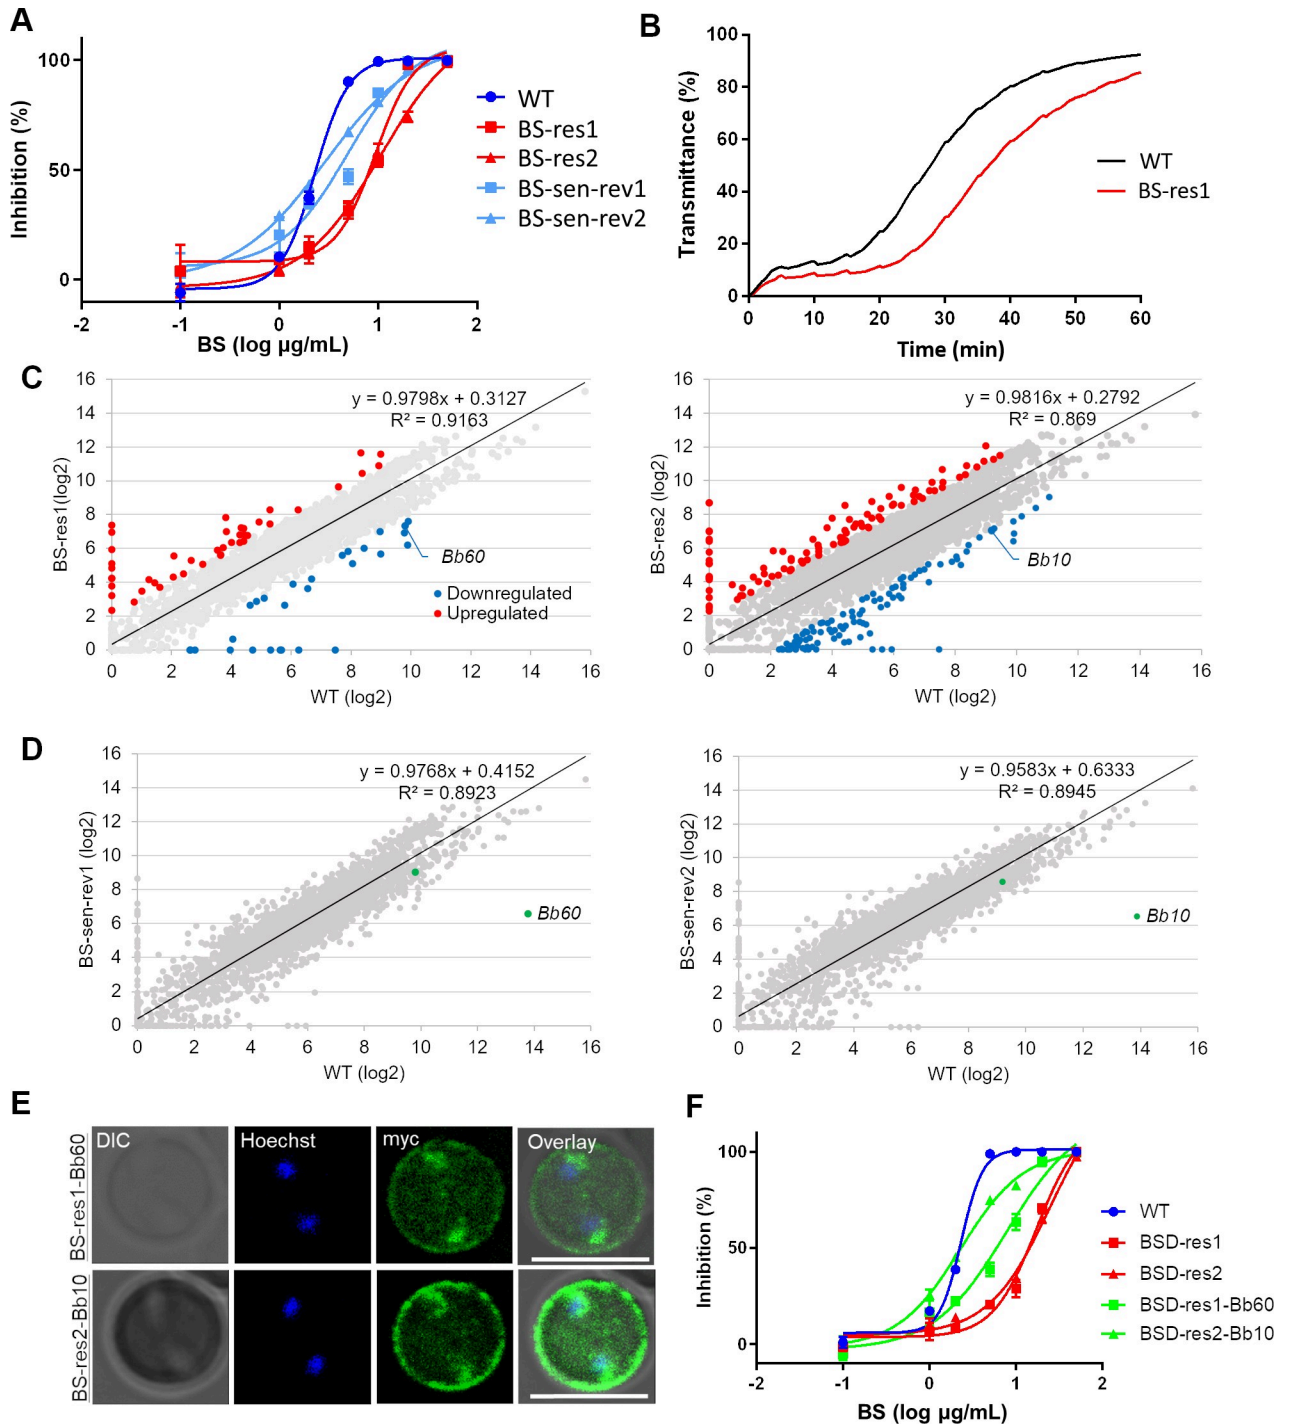 A
Inhibition (%)
100
50
0
-2
-1
0
1
2
BS (log µg/mL)
WT
BS-res1
BS-res2
BS-sen-rev1
BS-sen-rev2
B
Transmittance (%)
100
80
60
40
20
0
0
10
20
30
40
50
60
Time (min)
WT
BS-res1
C
BS-res1(log2)
16
14
12
10
8
6
4
2
0
0
2
4
6
8
10
12
14
16
WT (log2)
y = 0.9798x + 0.3127
R² = 0.9163
Bb60
Downregulated
Upregulated
BS-res2 (log2)
16
14
12
10
8
6
4
2
0
0
2
4
6
8
10
12
14
16
WT (log2)
y = 0.9816x + 0.2792
R² = 0.869
Bb10
D
BS-sen-rev1 (log2)
16
14
12
10
8
6
4
2
0
0
2
4
6
8
10
12
14
16
WT (log2)
y = 0.9768x + 0.4152
R² = 0.8923
Bb60
BS-sen-rev2 (log2)
16
14
12
10
8
6
4
2
0
0
2
4
6
8
10
12
14
16
WT (log2)
y = 0.9583x + 0.6333
R² = 0.8945
Bb10
E
BS-res1-Bb60
DIC
Hoechst
myc
Overlay
BS-res2-Bb10
F
Inhibition (%)
100
50
0
-2
-1
0
1
2
BS (log µg/mL)
WT
BSD-res1
BSD-res2
BSD-res1-Bb60
BSD-res2-Bb10